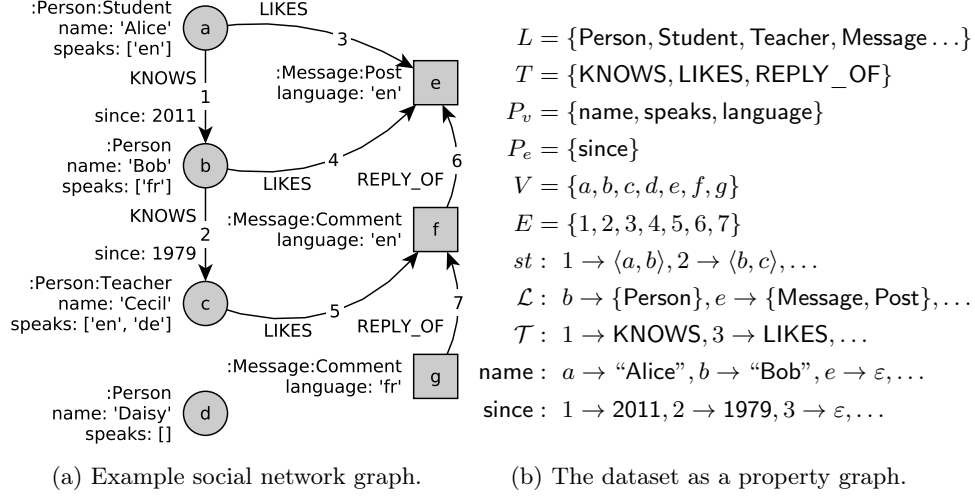 :Person:Student
name: 'Alice'
speaks: ['en']
a
LIKES
3
KNOWS
1
since: 2011
:Message:Post
language: 'en'
e
:Person
name: 'Bob'
speaks: ['fr']
b
4
LIKES
6
REPLY_OF
KNOWS
2
since: 1979
:Message:Comment
language: 'en'
f
:Person:Teacher
name: 'Cecil'
speaks: ['en', 'de']
c
5
LIKES
7
REPLY_OF
:Message:Comment
language: 'fr'
g
:Person
name: 'Daisy'
speaks: []
d
(a) Example social network graph.
L = {Person, Student, Teacher, Message . . .}
T = {KNOWS, LIKES, REPLY_OF}
P_v = {name, speaks, language}
P_e = {since}
V = {a, b, c, d, e, f, g}
E = {1, 2, 3, 4, 5, 6, 7}
st : 1 → ⟨a, b⟩, 2 → ⟨b, c⟩, . . .
ℒ : b → {Person}, e → {Message, Post}, . . .
𝒯 : 1 → KNOWS, 3 → LIKES, . . .
name : a → “Alice”, b → “Bob”, e → ε, . . .
since : 1 → 2011, 2 → 1979, 3 → ε, . . .
(b) The dataset as a property graph.